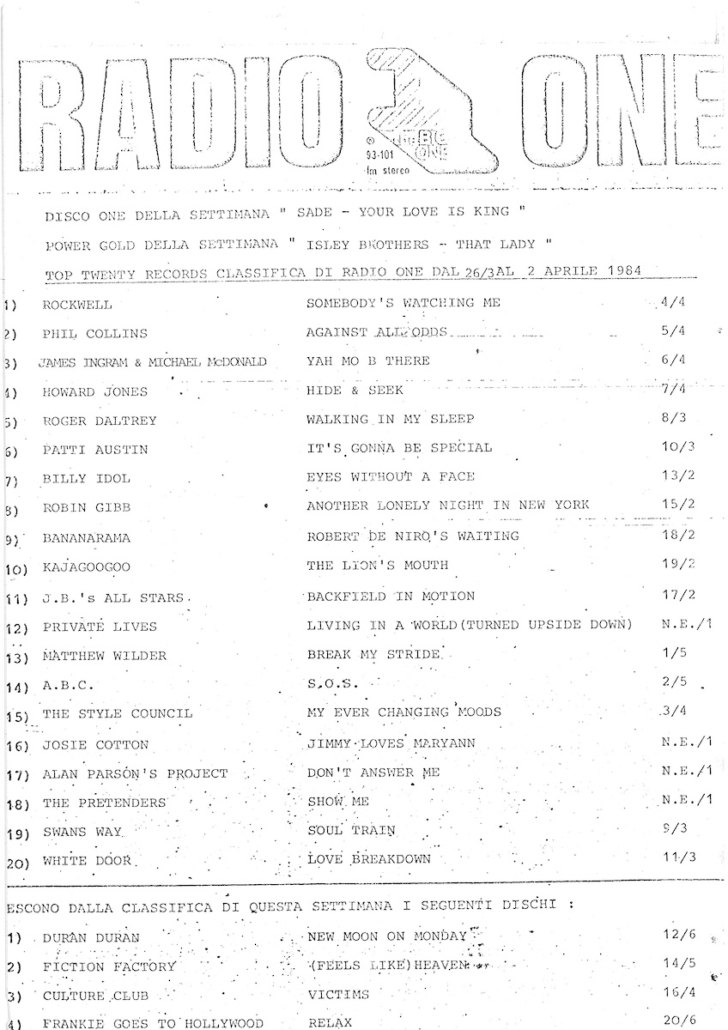 RADIO ONE
THE BIG ONE
93-101
fm stereo
DISCO ONE DELLA SETTIMANA " SADE - YOUR LOVE IS KING "
POWER GOLD DELLA SETTIMANA " ISLEY BROTHERS - THAT LADY "
TOP TWENTY RECORDS CLASSIFICA DI RADIO ONE DAL 26/3 AL 2 APRILE 1984
1) ROCKWELL SOMEBODY'S WATCHING ME 4/4
2) PHIL COLLINS AGAINST ALL ODDS 5/4
3) JAMES INGRAM & MICHAEL McDONALD YAH MO B THERE 6/4
4) HOWARD JONES HIDE & SEEK 7/4
5) ROGER DALTREY WALKING IN MY SLEEP 8/3
6) PATTI AUSTIN IT'S GONNA BE SPECIAL 10/3
7) BILLY IDOL EYES WITHOUT A FACE 13/2
8) ROBIN GIBB ANOTHER LONELY NIGHT IN NEW YORK 15/2
9) BANANARAMA ROBERT DE NIRO'S WAITING 18/2
10) KAJAGOOGOO THE LION'S MOUTH 19/2
11) J.B.'s ALL STARS BACKFIELD IN MOTION 17/2
12) PRIVATE LIVES LIVING IN A WORLD(TURNED UPSIDE DOWN) N.E./1
13) MATTHEW WILDER BREAK MY STRIDE 1/5
14) A.B.C. S.O.S. 2/5
15) THE STYLE COUNCIL MY EVER CHANGING MOODS 3/4
16) JOSIE COTTON JIMMY LOVES MARYANN N.E./1
17) ALAN PARSON'S PROJECT DON'T ANSWER ME N.E./1
18) THE PRETENDERS SHOW ME N.E./1
19) SWANS WAY SOUL TRAIN 9/3
20) WHITE DOOR LOVE BREAKDOWN 11/3
ESCONO DALLA CLASSIFICA DI QUESTA SETTIMANA I SEGUENTI DISCHI :
1) DURAN DURAN NEW MOON ON MONDAY 12/6
2) FICTION FACTORY (FEELS LIKE)HEAVEN 14/5
3) CULTURE CLUB VICTIMS 16/4
4) FRANKIE GOES TO HOLLYWOOD RELAX 20/6